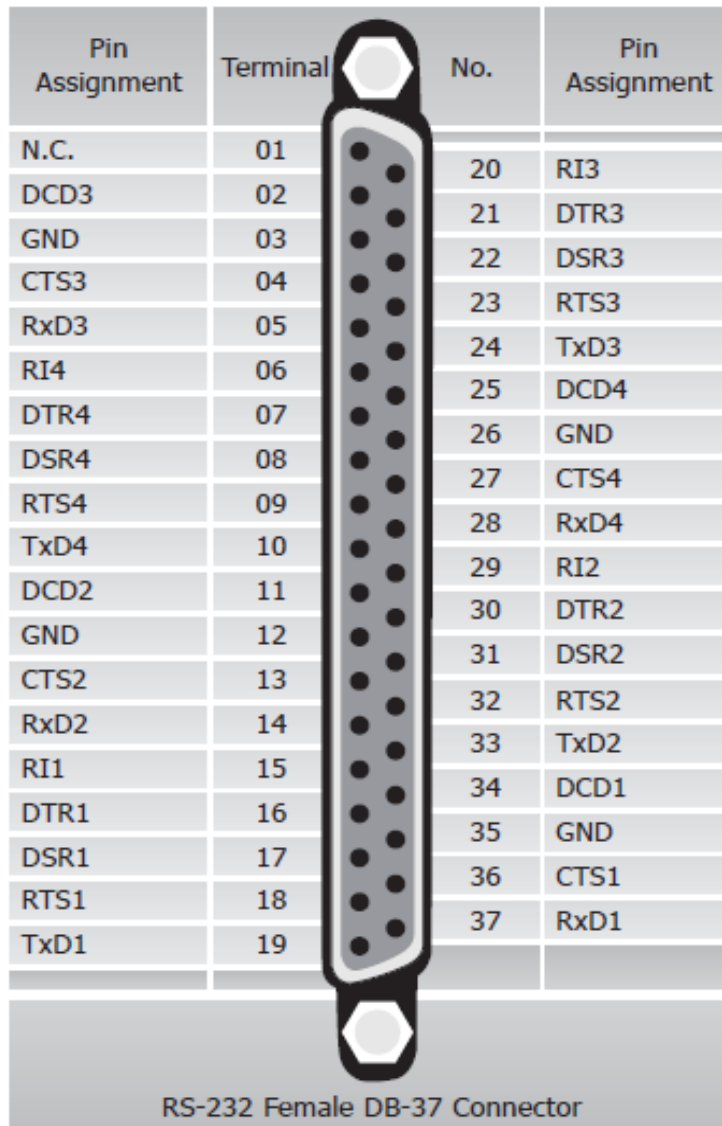 Pin Assignment Terminal No. Pin Assignment
N.C. 01
20 RI3
DCD3 02
21 DTR3
GND 03
22 DSR3
CTS3 04
23 RTS3
RxD3 05
24 TxD3
RI4 06
25 DCD4
DTR4 07
26 GND
DSR4 08
27 CTS4
RTS4 09
28 RxD4
TxD4 10
29 RI2
DCD2 11
30 DTR2
GND 12
31 DSR2
CTS2 13
32 RTS2
RxD2 14
33 TxD2
RI1 15
34 DCD1
DTR1 16
35 GND
DSR1 17
36 CTS1
RTS1 18
37 RxD1
TxD1 19
RS-232 Female DB-37 Connector